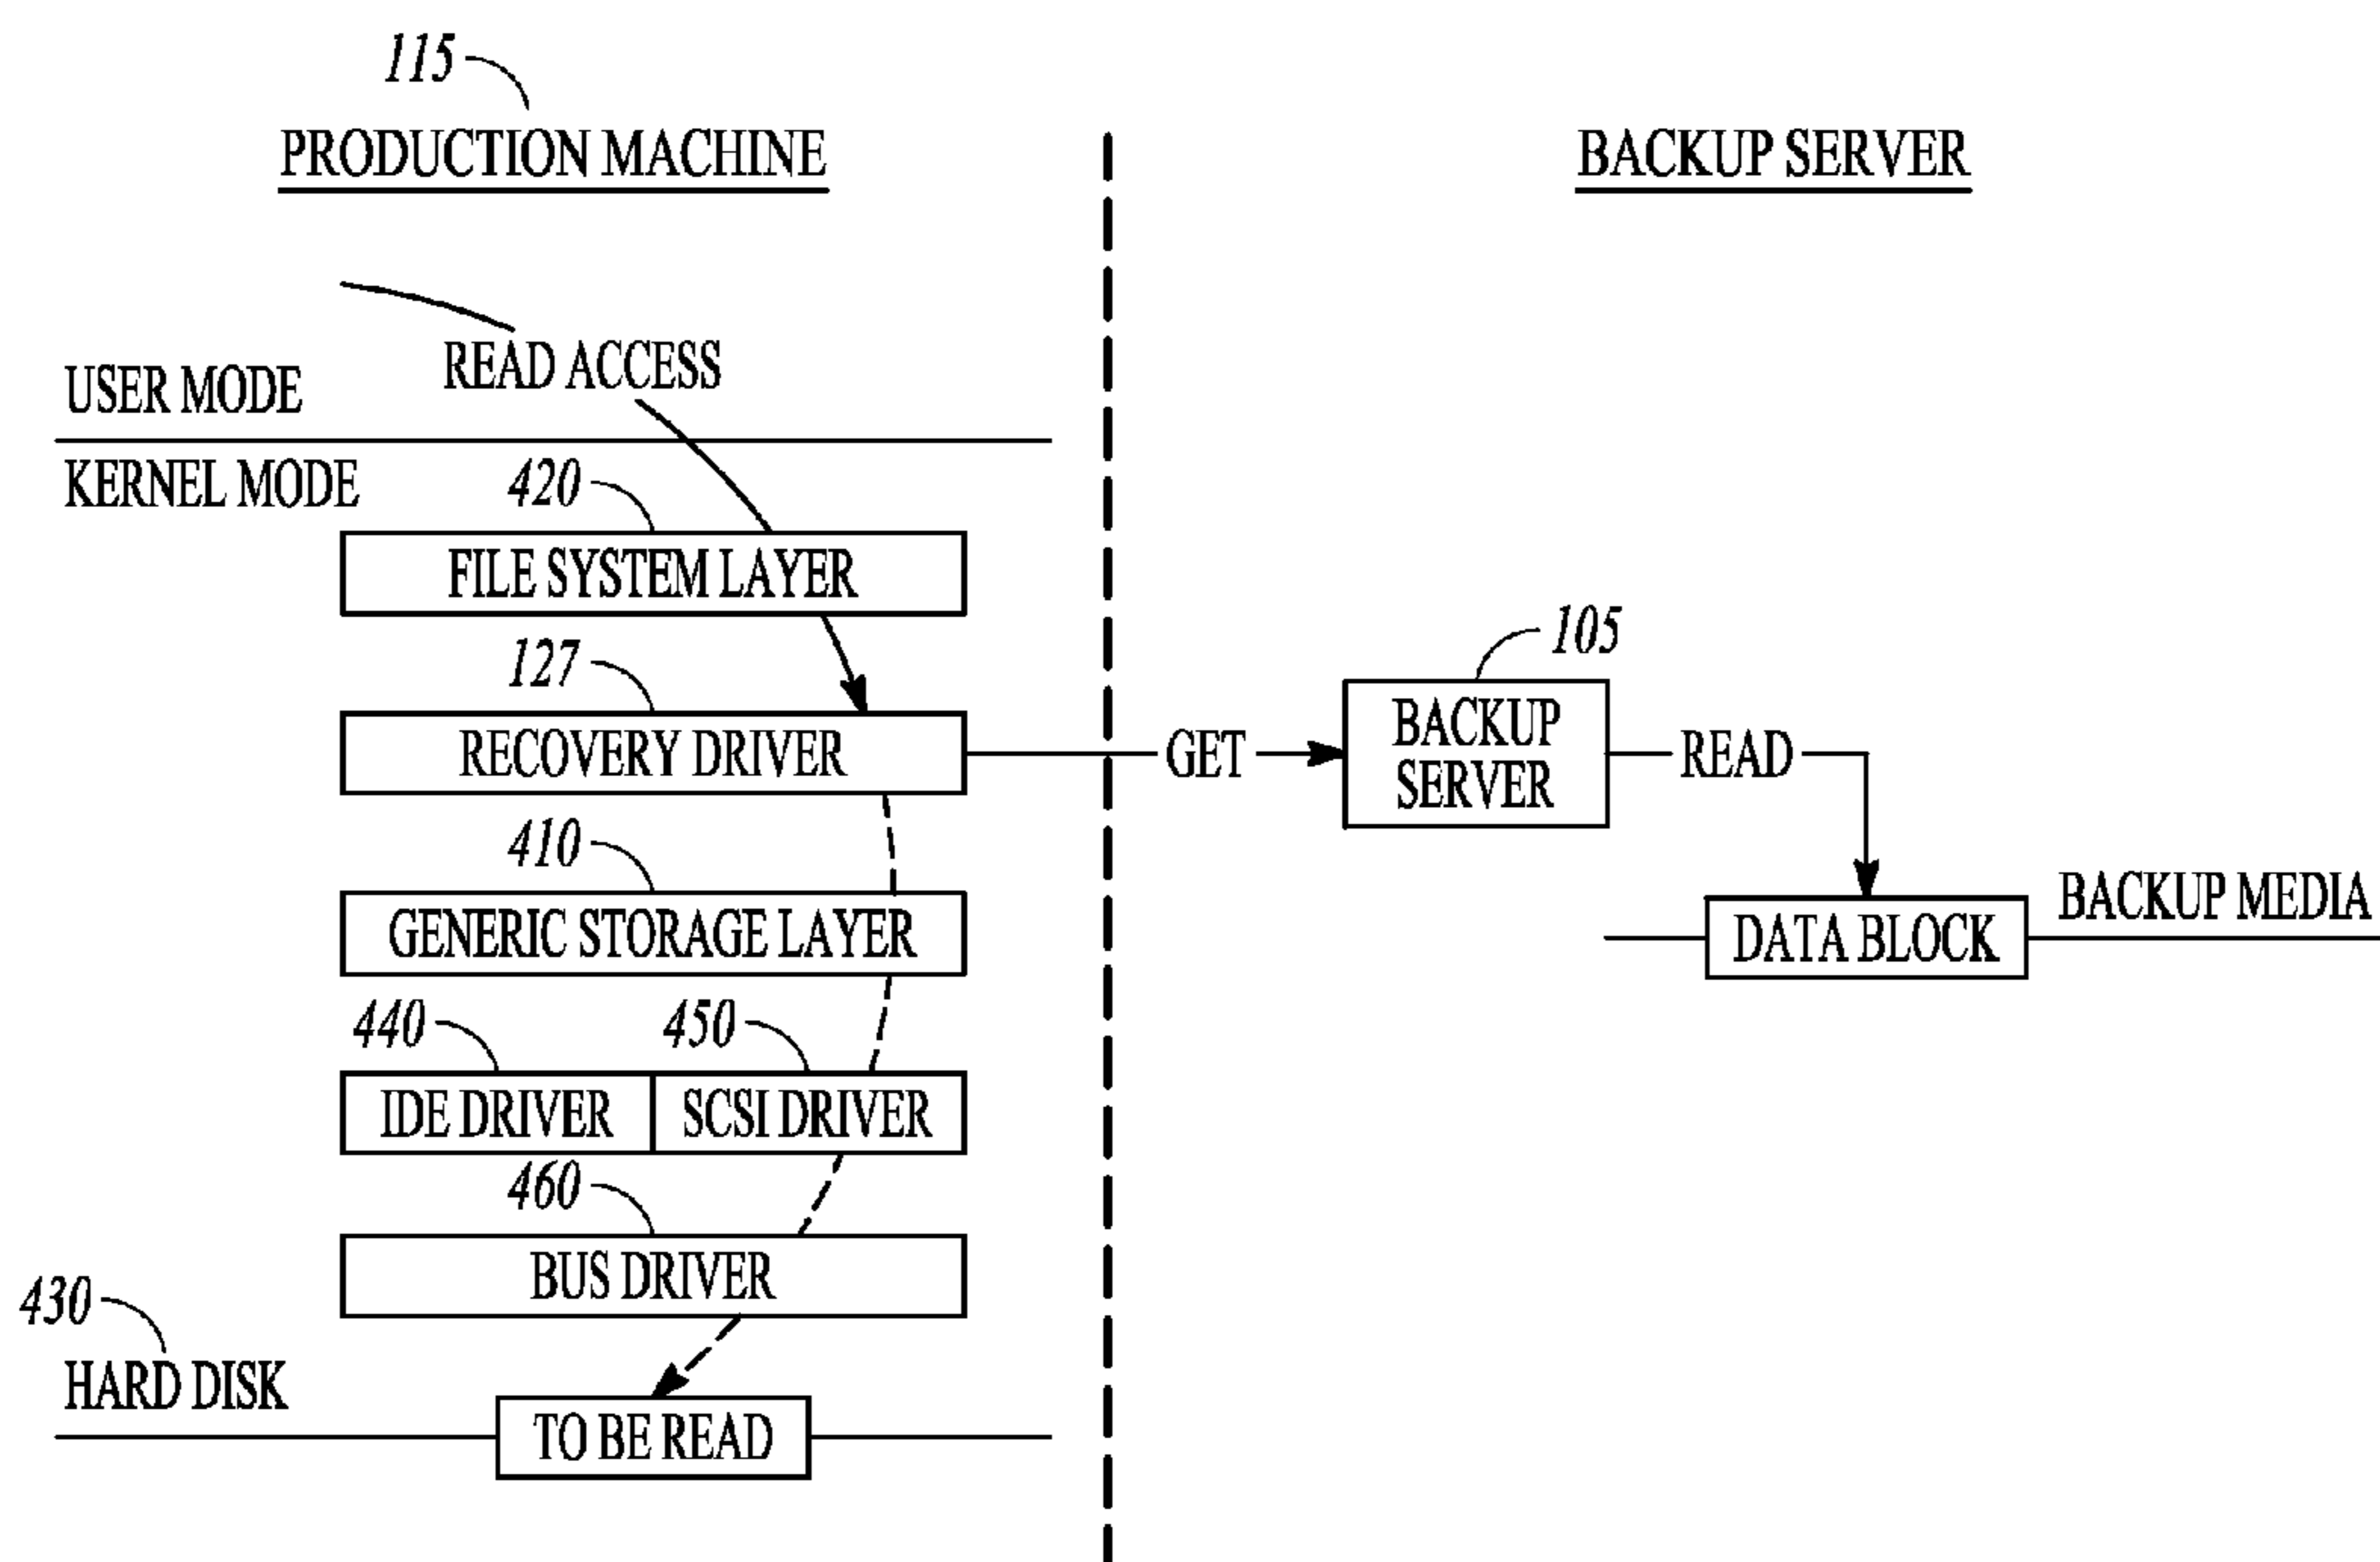 115
PRODUCTION MACHINE
BACKUP SERVER
READ ACCESS
USER MODE
KERNEL MODE
420
FILE SYSTEM LAYER
127
RECOVERY DRIVER
GET
105
BACKUP
SERVER
READ
410
GENERIC STORAGE LAYER
DATA BLOCK
BACKUP MEDIA
440
450
IDE DRIVER
SCSI DRIVER
460
BUS DRIVER
430
HARD DISK
TO BE READ